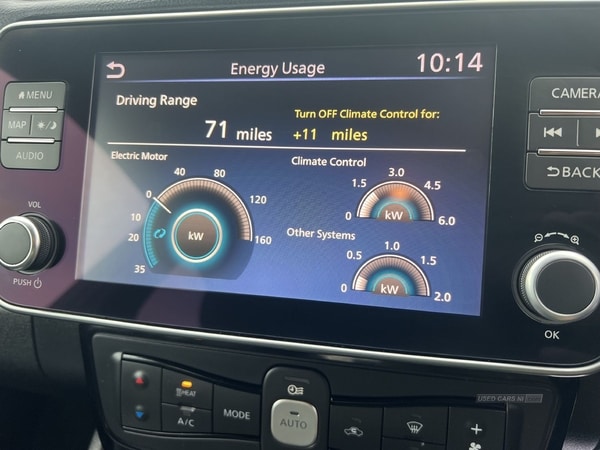 Energy Usage
10:14
MENU
MAP
AUDIO
VOL
PUSH
Driving Range
71 miles
Turn OFF Climate Control for:
+11 miles
Electric Motor
0 40 80 120 160
10
20
35
kW
Climate Control
0 1.5 3.0 4.5 6.0
kW
Other Systems
0 0.5 1.0 1.5 2.0
kW
CAMERA
BACK
OK
HEAT
A/C
MODE
AUTO
+
USED CARS NI